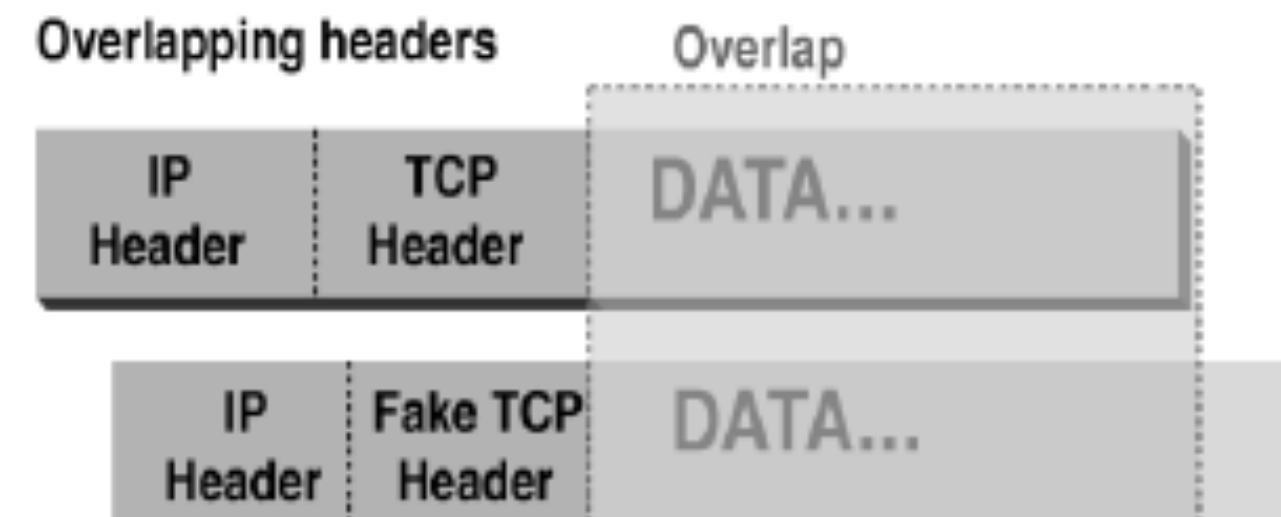 Overlapping headers
Overlap
IP
Header
TCP
Header
DATA...
IP
Header
Fake TCP
Header
DATA...